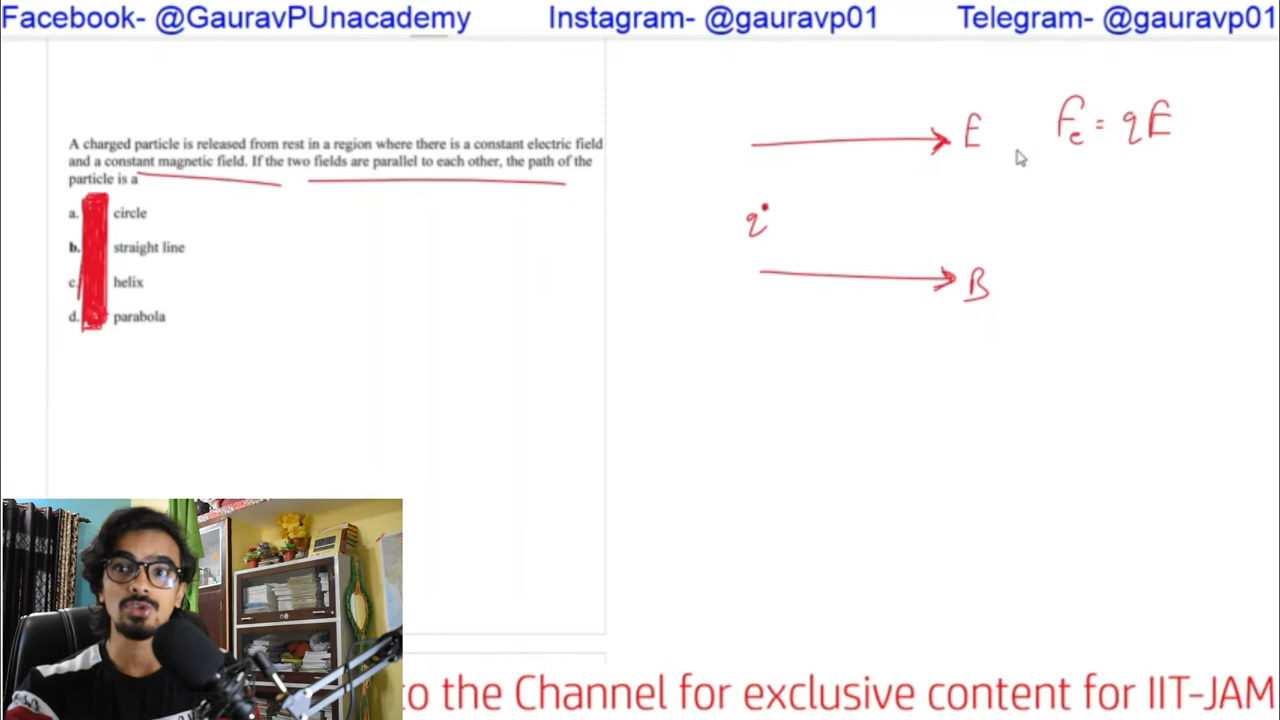 Facebook- @GauravPUnacademy Instagram- @gauravp01 Telegram- @gauravp01
A charged particle is released from rest in a region where there is a constant electric field
and a constant magnetic field. If the two fields are parallel to each other, the path of the
particle is a
a. circle
b. straight line
c. helix
d. parabola
E
Fe = qE
q
B
to the Channel for exclusive content for IIT-JAM